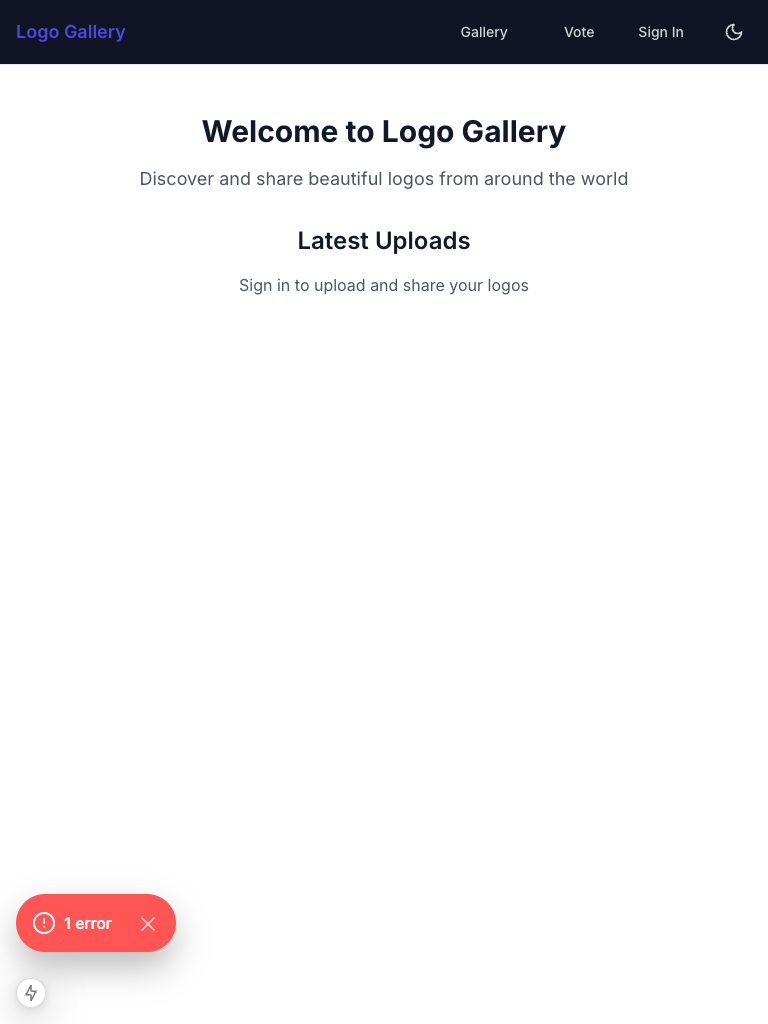 Logo Gallery
Gallery
Vote
Sign In
Welcome to Logo Gallery
Discover and share beautiful logos from around the world
Latest Uploads
Sign in to upload and share your logos
1 error